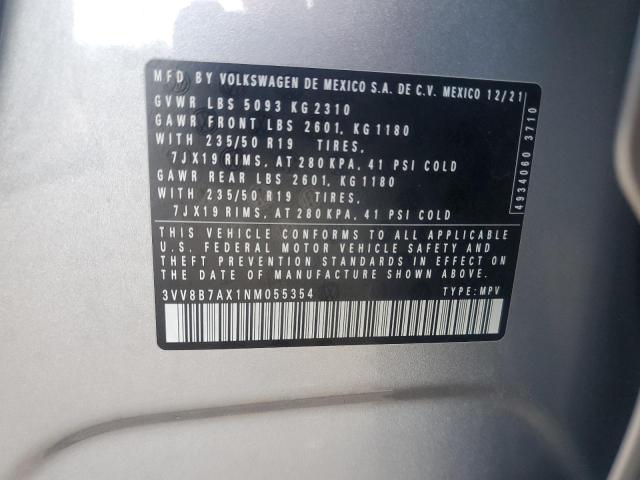 MFD BY VOLKSWAGEN DE MEXICO S.A. DE C.V. MEXICO 12/21
GVWR LBS 5093 KG 2310
GAWR FRONT LBS 2601, KG 1180
WITH 235/50 R19 TIRES,
7JX19 RIMS, AT 280 KPA, 41 PSI COLD
GAWR REAR LBS 2601, KG 1180
WITH 235/50 R19 TIRES,
7JX19 RIMS, AT 280 KPA, 41 PSI COLD
THIS VEHICLE CONFORMS TO ALL APPLICABLE
U.S. FEDERAL MOTOR VEHICLE SAFETY AND
THEFT PREVENTION STANDARDS IN EFFECT ON
THE DATE OF MANUFACTURE SHOWN ABOVE.
3VV8B7AX1NM055354 TYPE: MPV
4934060 3710